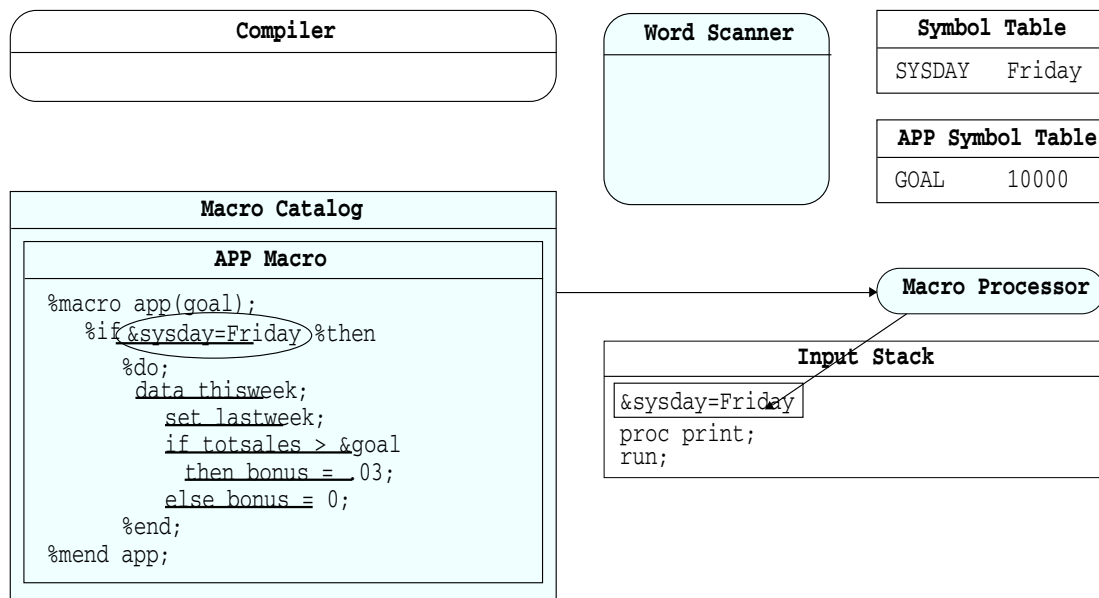 Compiler
Word Scanner
Symbol Table
SYSDAY Friday
APP Symbol Table
GOAL 10000
Macro Catalog
APP Macro
%macro app(goal);
%if &sysday=Friday %then
%do;
data thisweek;
set lastweek;
if totsales > &goal
then bonus = .03;
else bonus = 0;
%end;
%mend app;
Macro Processor
Input Stack
&sysday=Friday
proc print;
run;